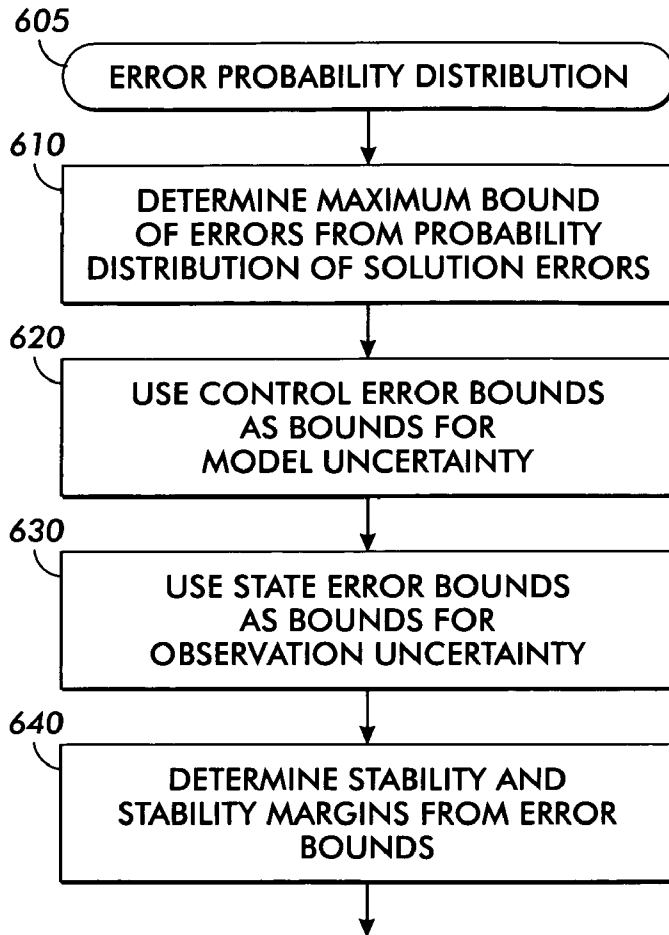 605
ERROR PROBABILITY DISTRIBUTION
610
DETERMINE MAXIMUM BOUND
OF ERRORS FROM PROBABILITY
DISTRIBUTION OF SOLUTION ERRORS
620
USE CONTROL ERROR BOUNDS
AS BOUNDS FOR
MODEL UNCERTAINTY
630
USE STATE ERROR BOUNDS
AS BOUNDS FOR
OBSERVATION UNCERTAINTY
640
DETERMINE STABILITY AND
STABILITY MARGINS FROM ERROR
BOUNDS